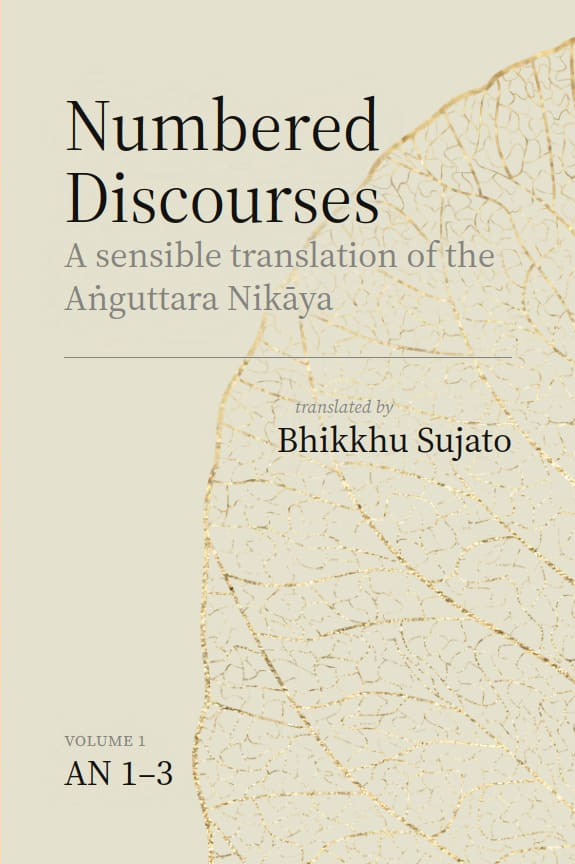 Numbered
Discourses
A sensible translation of the
Aṅguttara Nikāya
translated by
Bhikkhu Sujato
VOLUME 1
AN 1–3